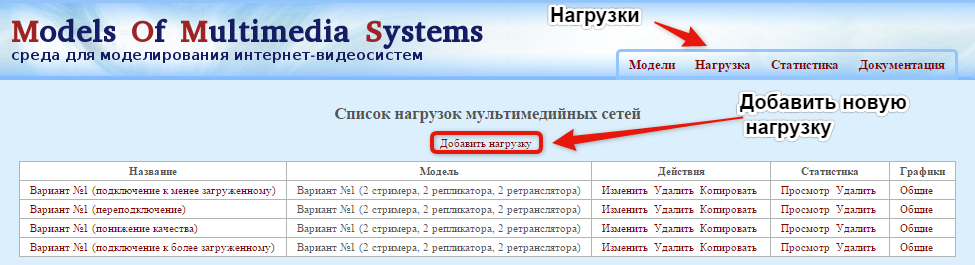 Нагрузки
Models Of Multimedia Systems
среда для моделирования интернет-видеосистем
Модели Нагрузка Статистика Документация
Список нагрузок мультимедийных сетей
Добавить новую
нагрузку
Добавить нагрузку
Название Модель Действия Статистика Графики
Вариант №1 (подключение к менее загруженному) Вариант №1 (2 стримера, 2 репликатора, 2 ретранслятора) Изменить Удалить Копировать Просмотр Удалить Общие
Вариант №1 (переподключение) Вариант №1 (2 стримера, 2 репликатора, 2 ретранслятора) Изменить Удалить Копировать Просмотр Удалить Общие
Вариант №1 (понижение качества) Вариант №1 (2 стримера, 2 репликатора, 2 ретранслятора) Изменить Удалить Копировать Просмотр Удалить Общие
Вариант №1 (подключение к более загруженному) Вариант №1 (2 стримера, 2 репликатора, 2 ретранслятора) Изменить Удалить Копировать Просмотр Удалить Общие